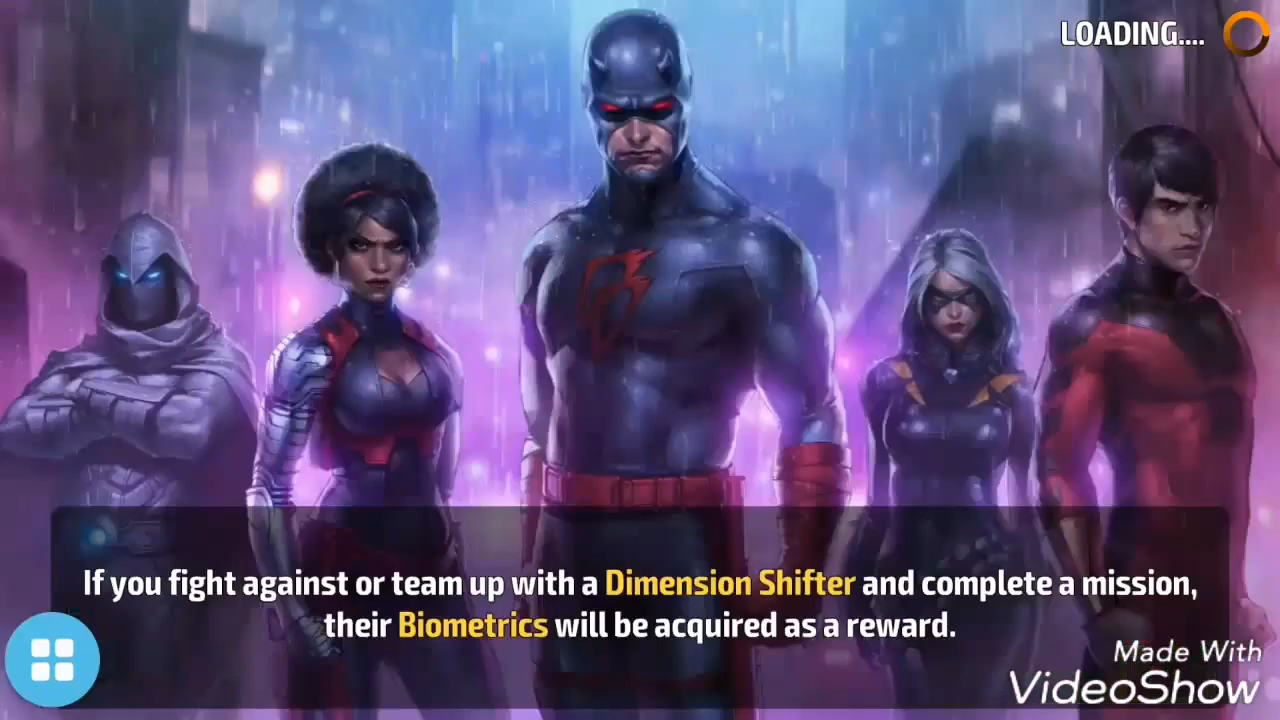 LOADING....
If you fight against or team up with a Dimension Shifter and complete a mission,
their Biometrics will be acquired as a reward.
Made With
VideoShow